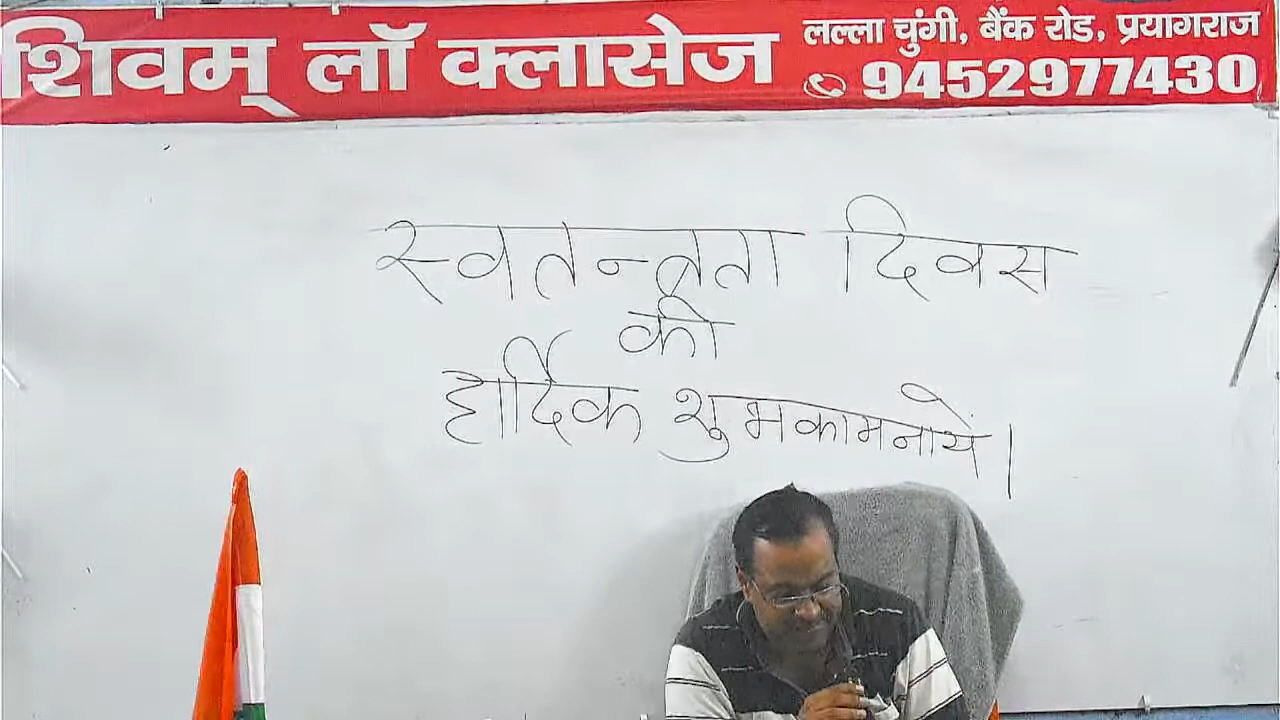 शिवम् लॉ क्लासेज
लल्ला चुंगी, बैंक रोड, प्रयागराज
9452977430
स्वतन्त्रता दिवस
की
हार्दिक शुभकामनायें।